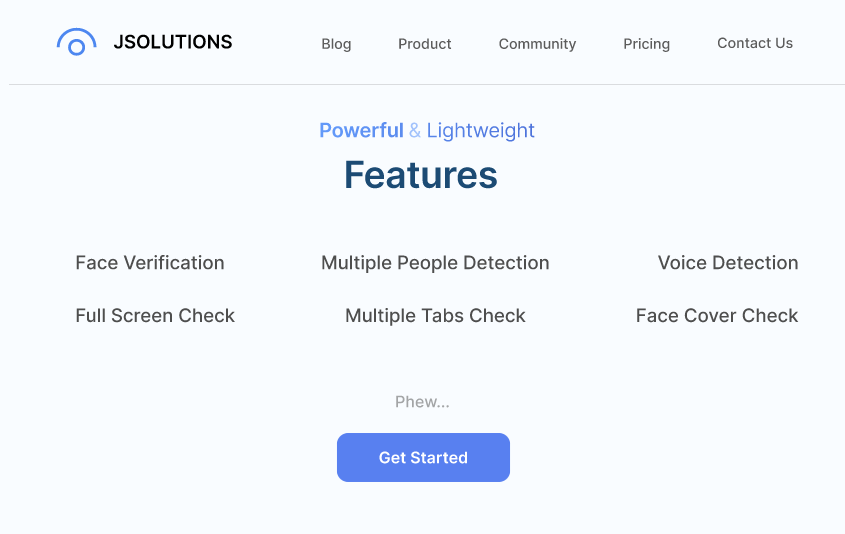 JSOLUTIONS Blog Product Community Pricing Contact Us
Powerful & Lightweight
Features
Face Verification Multiple People Detection Voice Detection
Full Screen Check Multiple Tabs Check Face Cover Check
Phew...
Get Started